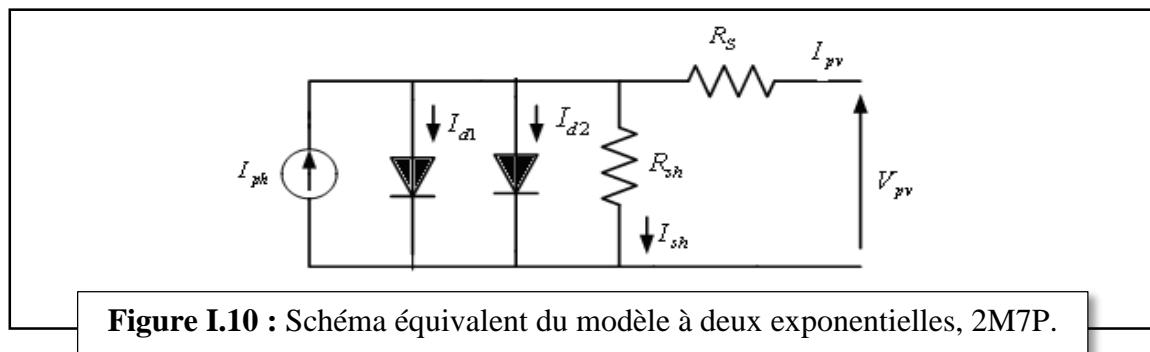 R_S
I_pv
I_d1
I_d2
I_ph
R_sh
V_pv
I_sh
Figure I.10 : Schéma équivalent du modèle à deux exponentielles, 2M7P.